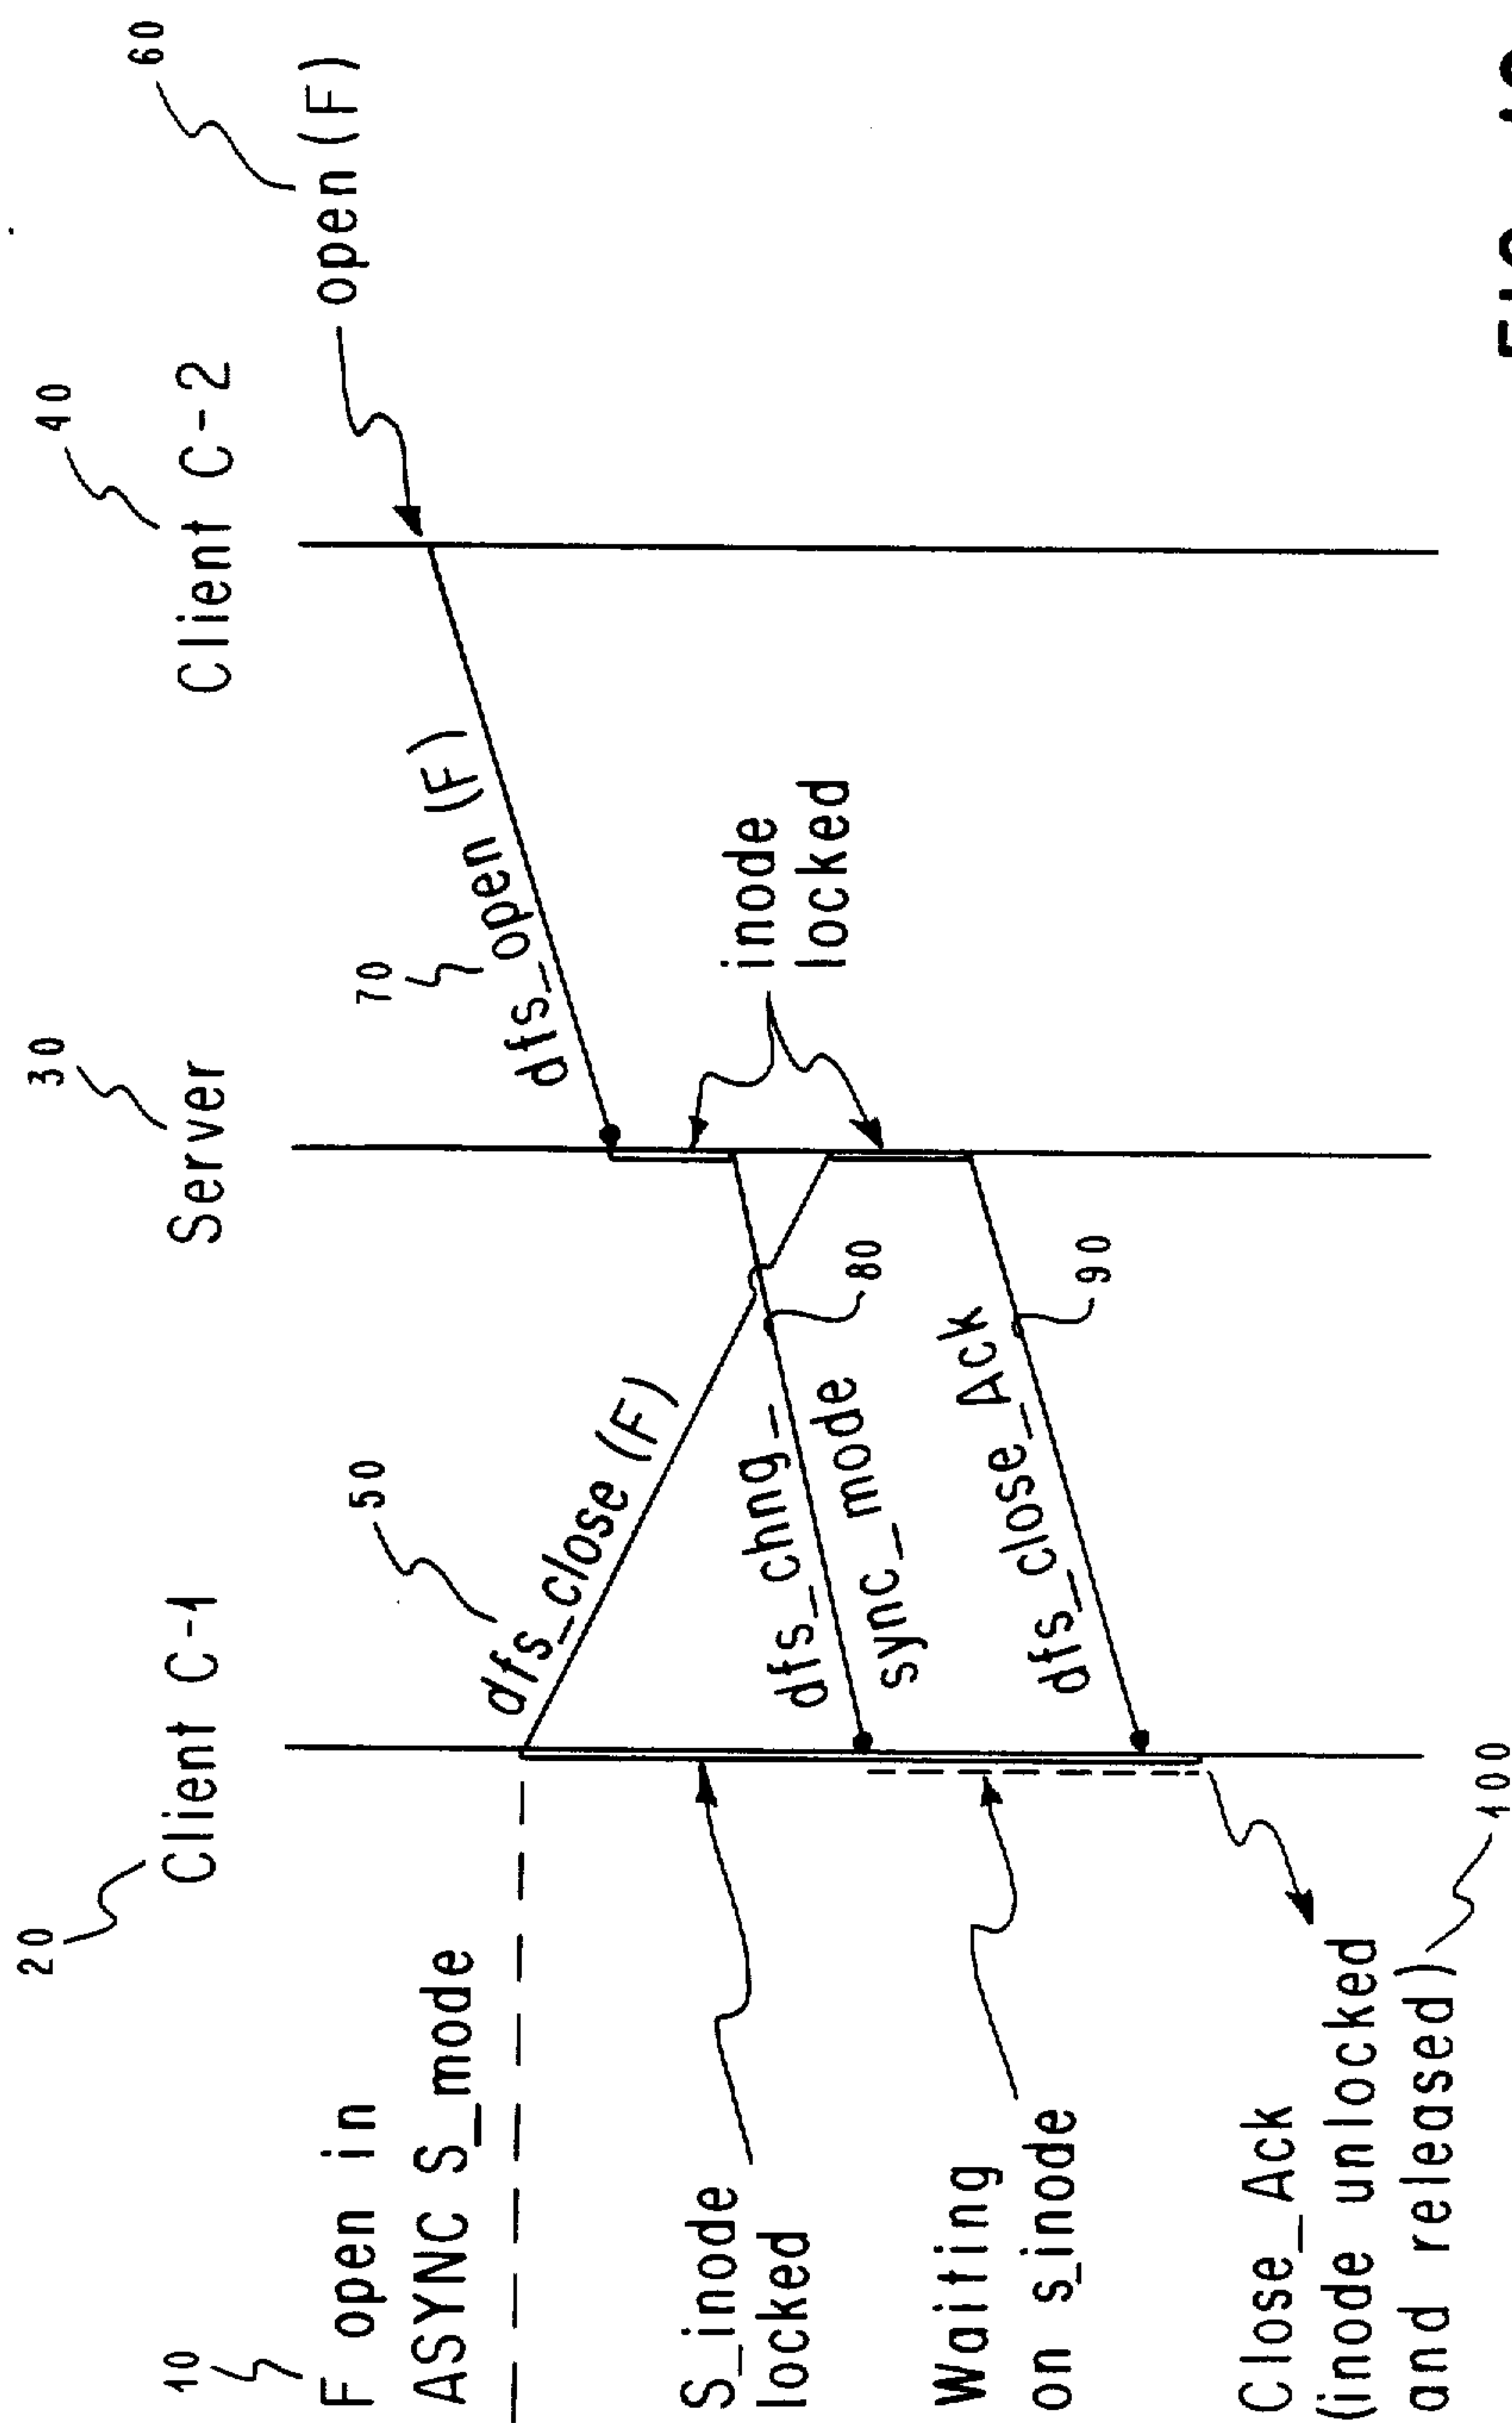 10
F open in
ASYNC S_mode
20
Client C-1
30
Server
40
Client C-2
60
open (F)
50
dfs_close (F)
70
dfs_open (F)
S_inode
locked
inode
locked
dfs_chng_
sync_mode
80
Waiting
on s_inode
dfs_close_Ack
90
Close_Ack
(inode unlocked
and released)
100